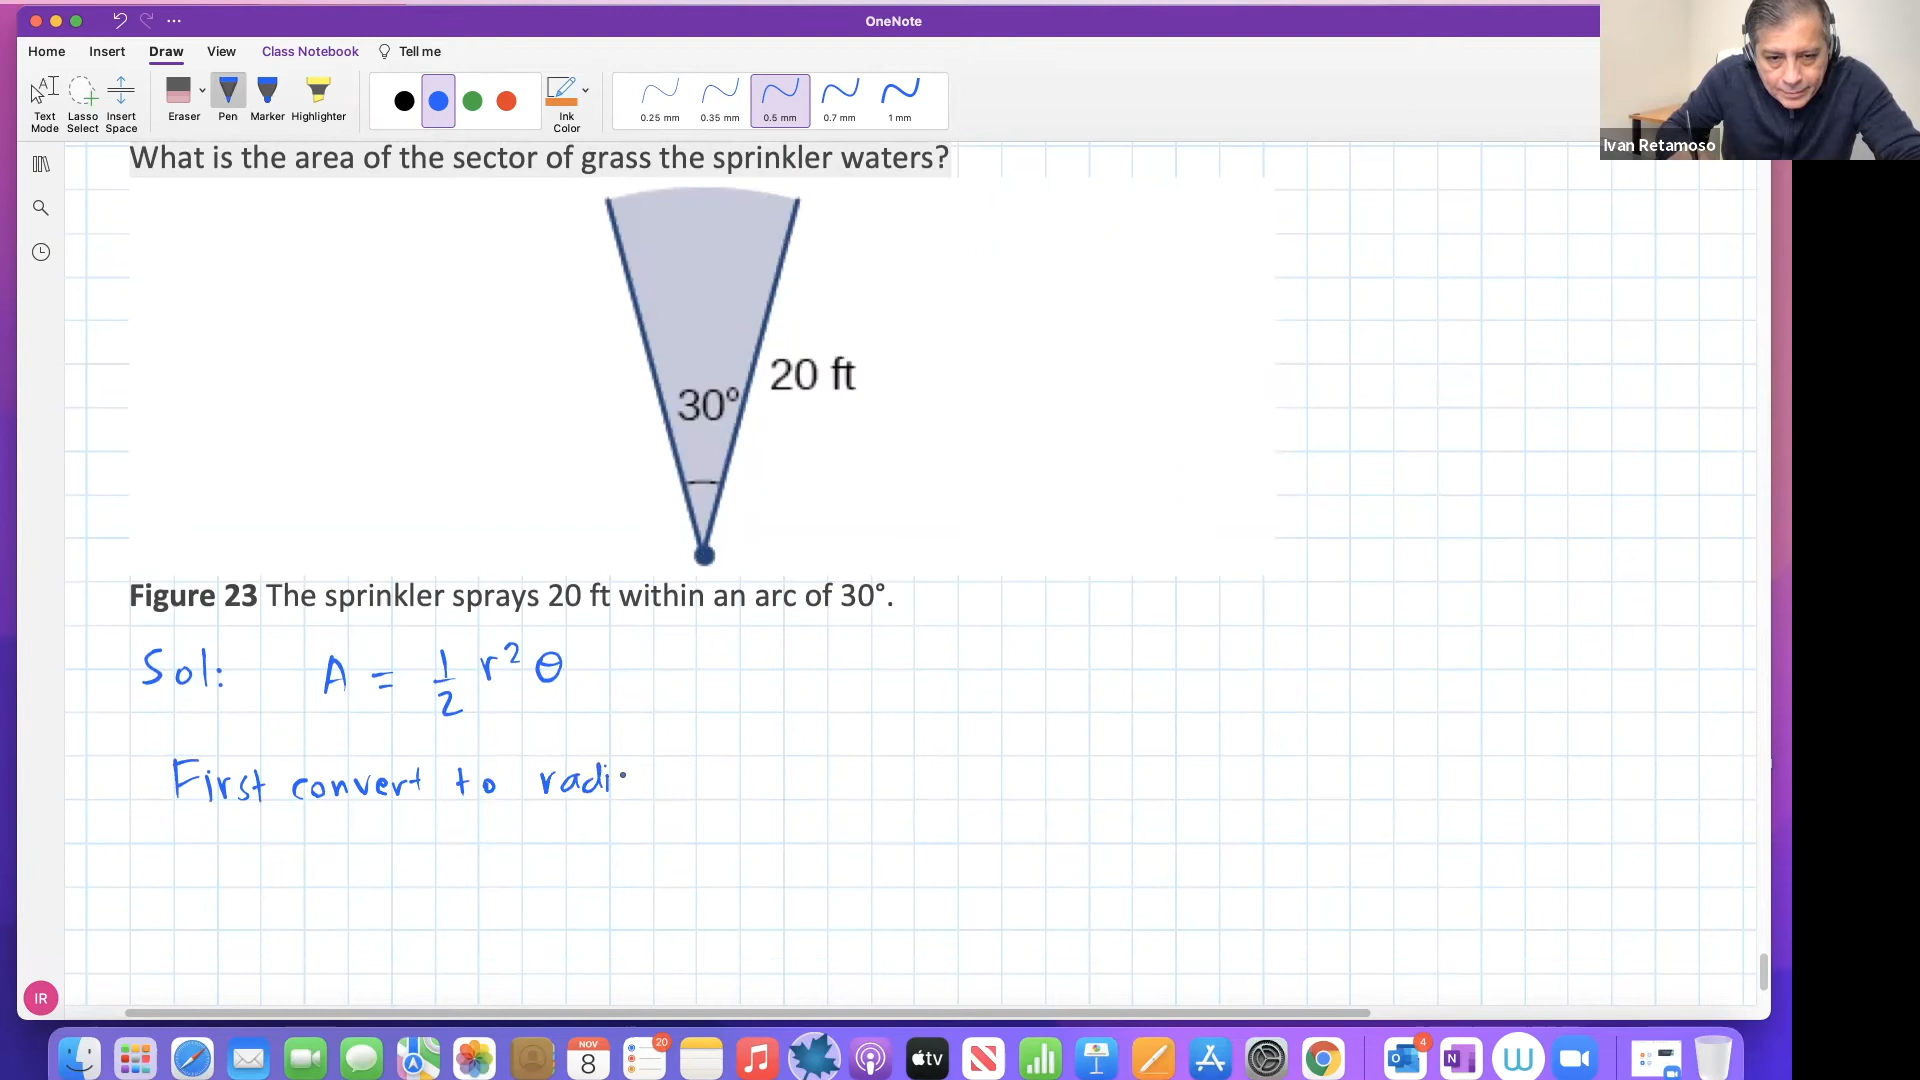 OneNote
Home Insert Draw View Class Notebook Tell me
Text Mode
Lasso Select
Insert Space
Eraser
Pen
Marker
Highlighter
Ink Color
0.25 mm
0.35 mm
0.5 mm
0.7 mm
1 mm
Ivan Retamoso
What is the area of the sector of grass the sprinkler waters?
20 ft
30°
Figure 23 The sprinkler sprays 20 ft within an arc of 30°.
Sol: A = 1/2 r² θ
First convert to radi
IR
NOV
8
20
tv
4